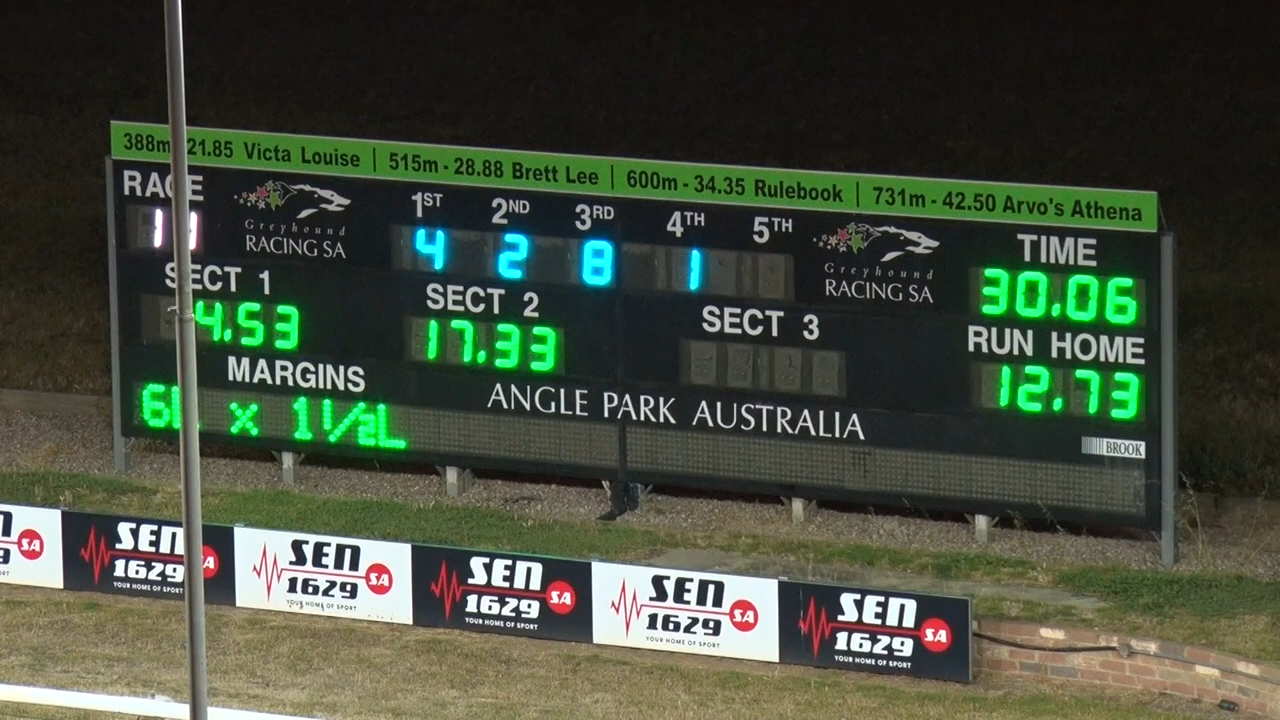 388m - 21.85 Victa Louise | 515m - 28.88 Brett Lee | 600m - 34.35 Rulebook | 731m - 42.50 Arvo's Athena
RACE
11
Greyhound
RACING SA
1ST 2ND 3RD 4TH 5TH
4 2 8 1
Greyhound
RACING SA
TIME
30.06
SECT 1
4.53
SECT 2
17.33
SECT 3
RUN HOME
12.73
MARGINS
6L x 1½L
ANGLE PARK AUSTRALIA
BROOK
SEN
1629
SA
YOUR HOME OF SPORT
SEN
1629
SA
YOUR HOME OF SPORT
SEN
1629
SA
YOUR HOME OF SPORT
SEN
1629
SA
YOUR HOME OF SPORT
SEN
1629
SA
YOUR HOME OF SPORT